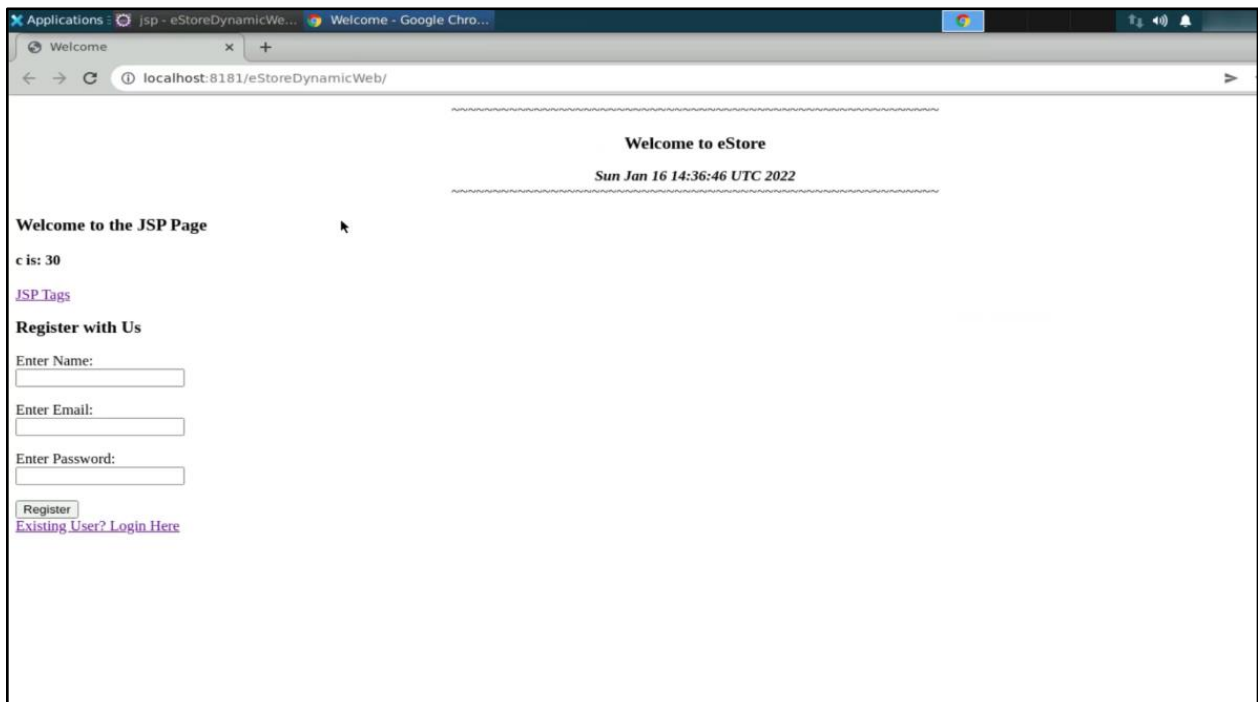 Applications : jsp - eStoreDynamicWe... Welcome - Google Chro...
Welcome
localhost:8181/eStoreDynamicWeb/
Welcome to eStore
Sun Jan 16 14:36:46 UTC 2022
Welcome to the JSP Page
c is: 30
JSP Tags
Register with Us
Enter Name:
Enter Email:
Enter Password:
Register
Existing User? Login Here